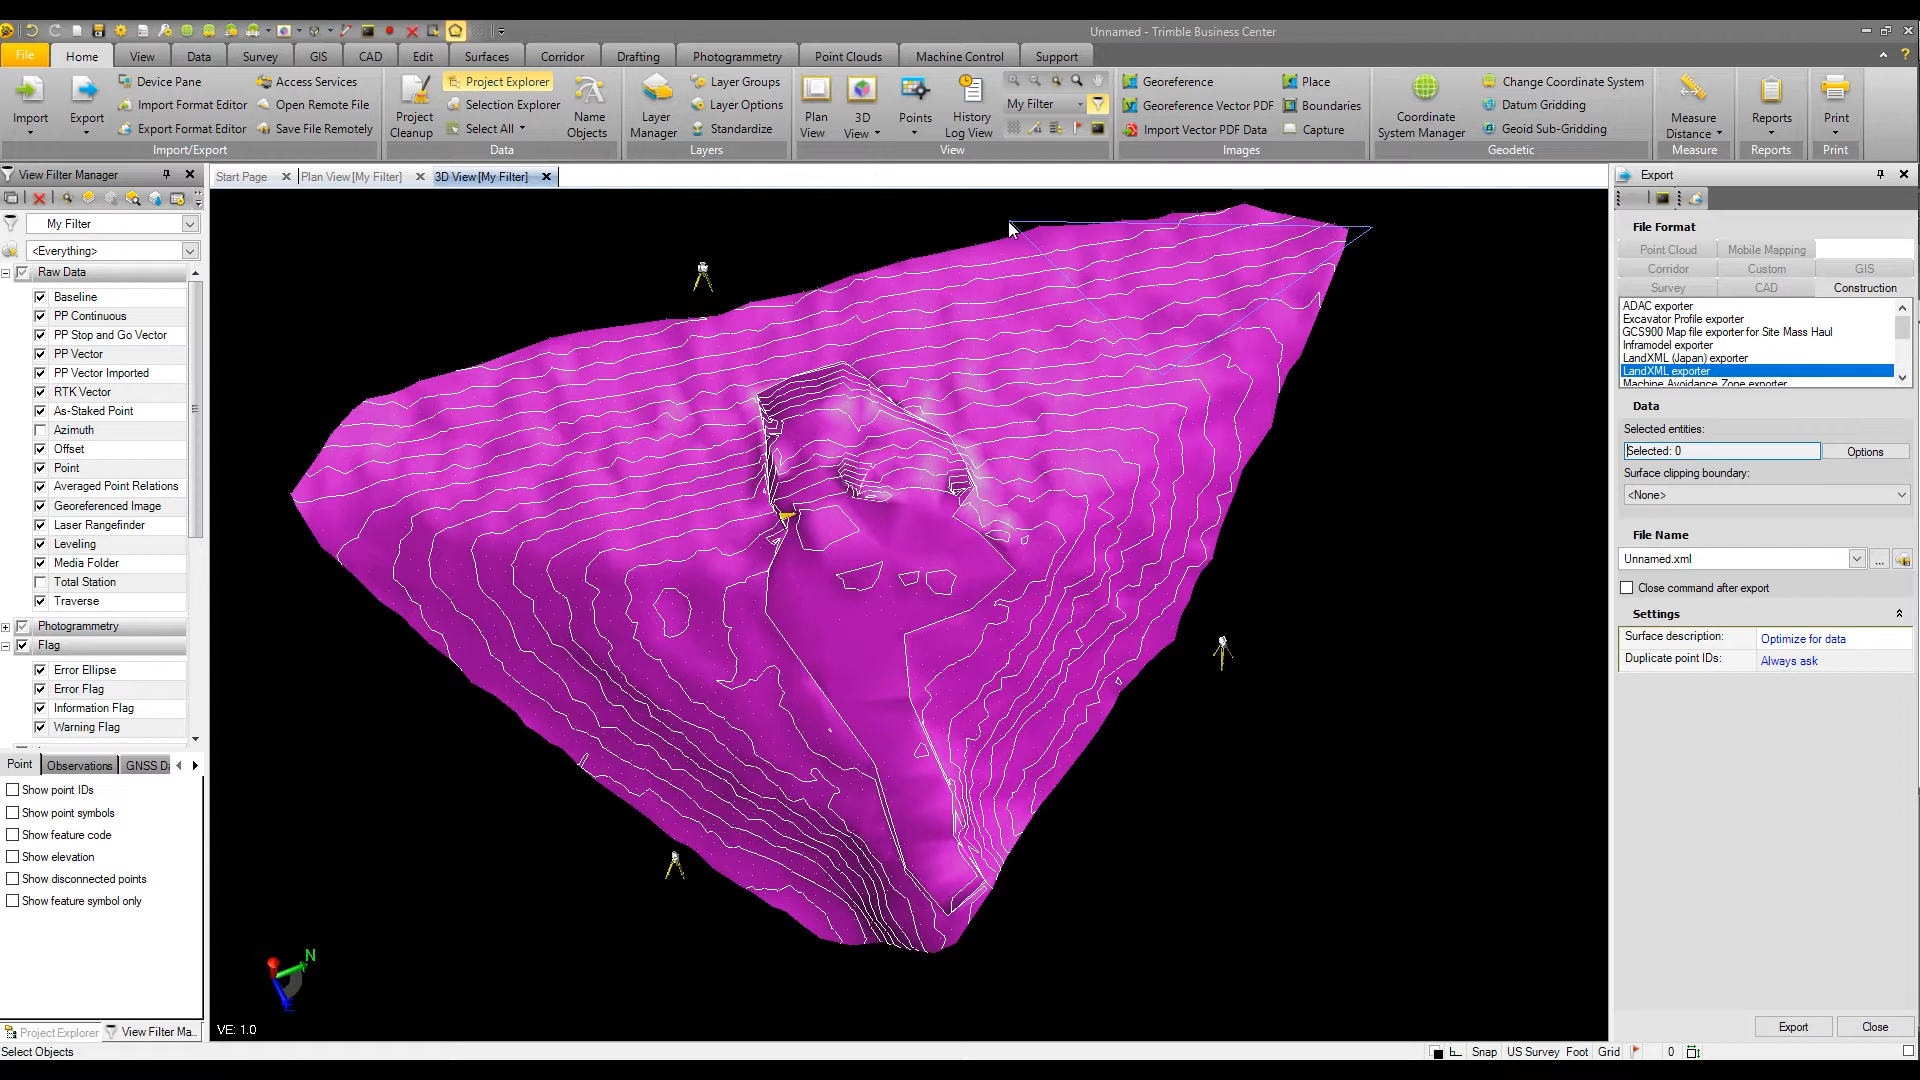 Unnamed - Trimble Business Center
File Home View Data Survey GIS CAD Edit Surfaces Corridor Drafting Photogrammetry Point Clouds Machine Control Support
Import
Export
Device Pane
Import Format Editor
Export Format Editor
Access Services
Open Remote File
Save File Remotely
Import/Export
Project
Cleanup
Project Explorer
Selection Explorer
Select All
Name
Objects
Data
Layer
Manager
Layer Groups
Layer Options
Standardize
Layers
Plan
View
3D
View
Points
History
Log View
My Filter
View
Georeference
Georeference Vector PDF
Import Vector PDF Data
Place
Boundaries
Capture
Images
Coordinate
System Manager
Change Coordinate System
Datum Gridding
Geoid Sub-Gridding
Geodetic
Measure
Distance
Measure
Reports
Reports
Print
Print
View Filter Manager
My Filter
<Everything>
Raw Data
Baseline
PP Continuous
PP Stop and Go Vector
PP Vector
PP Vector Imported
RTK Vector
As-Staked Point
Azimuth
Offset
Point
Averaged Point Relations
Georeferenced Image
Laser Rangefinder
Leveling
Media Folder
Total Station
Traverse
Photogrammetry
Flag
Error Ellipse
Error Flag
Information Flag
Warning Flag
Point Observations GNSS D
Show point IDs
Show point symbols
Show feature code
Show elevation
Show disconnected points
Show feature symbol only
Project Explorer View Filter Ma...
Select Objects
Start Page Plan View[My Filter] 3D View[My Filter]
N
VE: 1.0
Export
File Format
Point Cloud Mobile Mapping
Corridor Custom GIS
Survey CAD Construction
ADAC exporter
Excavator Profile exporter
GCS900 Map file exporter for Site Mass Haul
Inframodel exporter
LandXML (Japan) exporter
LandXML exporter
Machine Avoidance Zone exporter
Data
Selected entities:
Selected: 0 Options
Surface clipping boundary:
<None>
File Name
Unnamed.xml ...
Close command after export
Settings
Surface description: Optimize for data
Duplicate point IDs: Always ask
Export Close
Snap US Survey Foot Grid 0